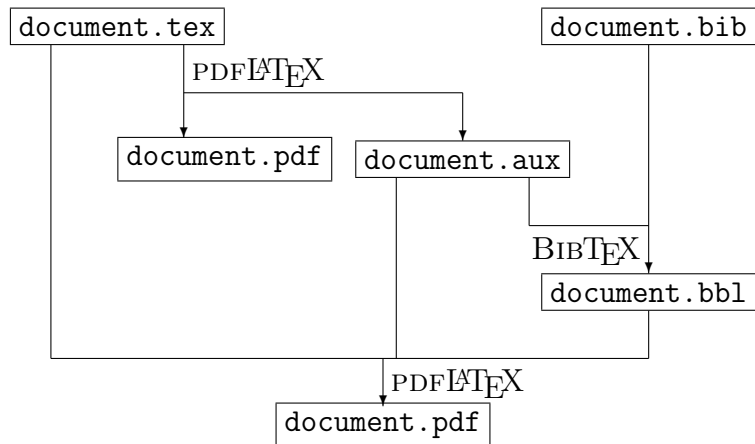 document.tex
document.bib
PDFLATEX
document.pdf
document.aux
BIBTEX
document.bbl
PDFLATEX
document.pdf